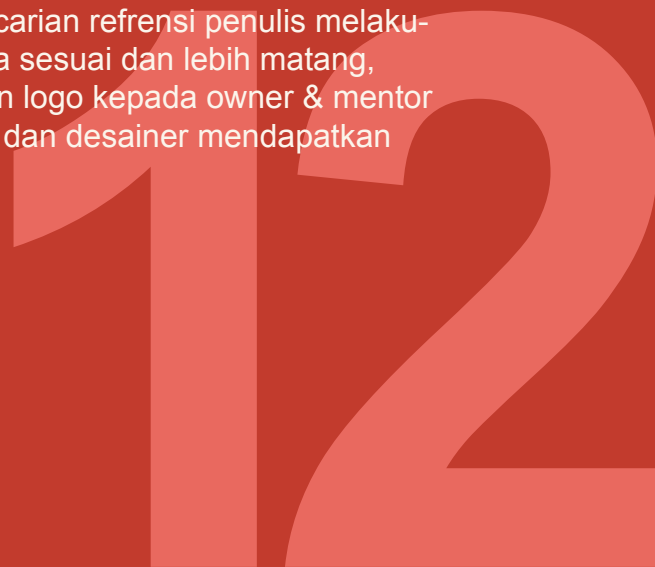 carian refrensi penulis melaku-
a sesuai dan lebih matang,
n logo kepada owner & mentor
dan desainer mendapatkan
12